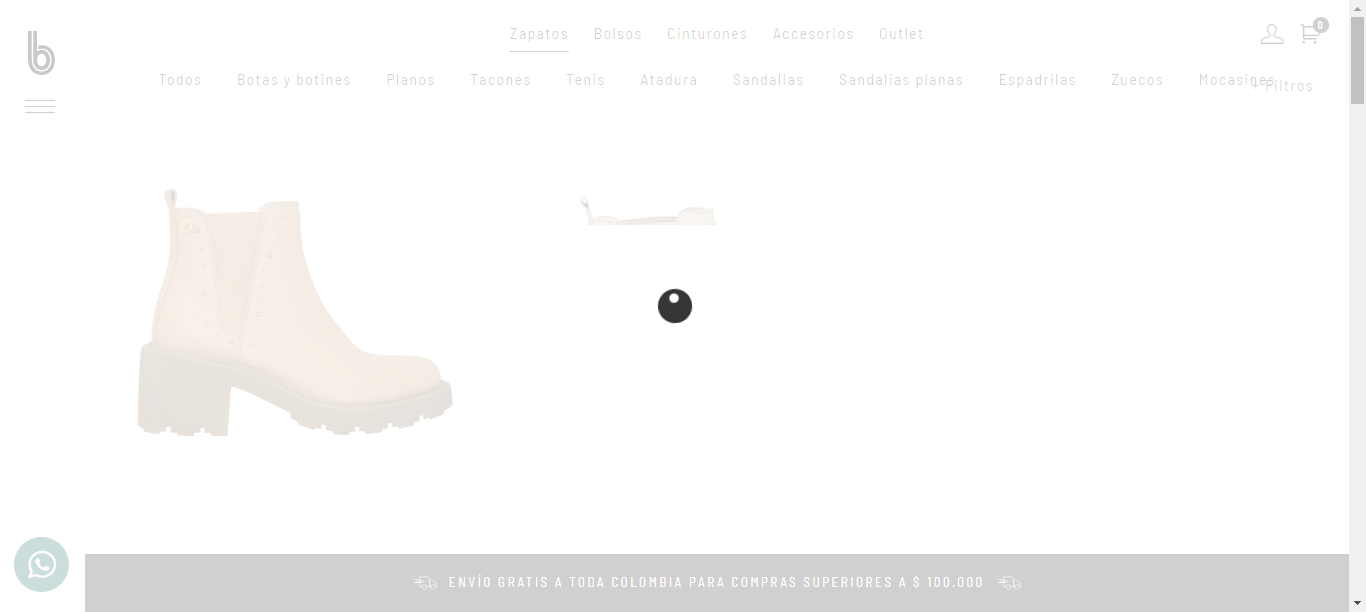 Zapatos Bolsos Cinturones Accesorios Outlet
0
Todos Botas y botines Planos Tacones Tenis Atadura Sandalias Sandalias planas Espadrilas Zuecos Mocasines
+ Filtros
ENVÍO GRATIS A TODA COLOMBIA PARA COMPRAS SUPERIORES A $ 100.000